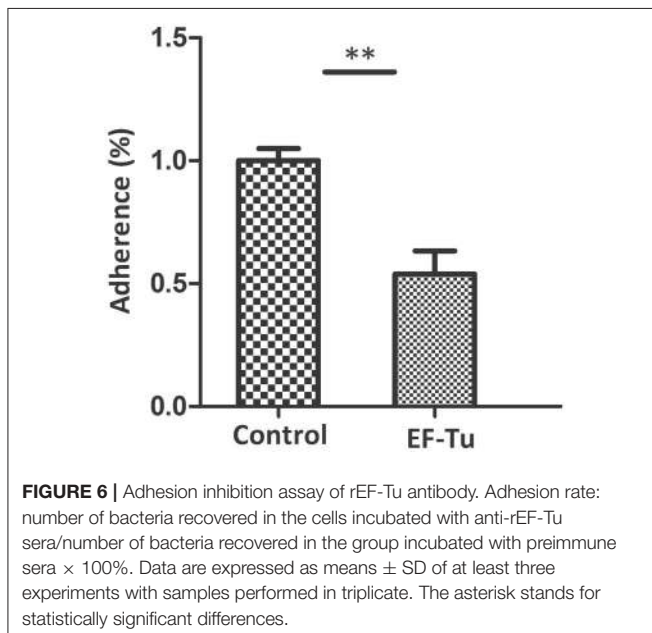 1.5
**
1.0
Adherence (%)
0.5
0.0
Control EF-Tu
FIGURE 6 | Adhesion inhibition assay of rEF-Tu antibody. Adhesion rate:
number of bacteria recovered in the cells incubated with anti-rEF-Tu
sera/number of bacteria recovered in the group incubated with preimmune
sera × 100%. Data are expressed as means ± SD of at least three
experiments with samples performed in triplicate. The asterisk stands for
statistically significant differences.